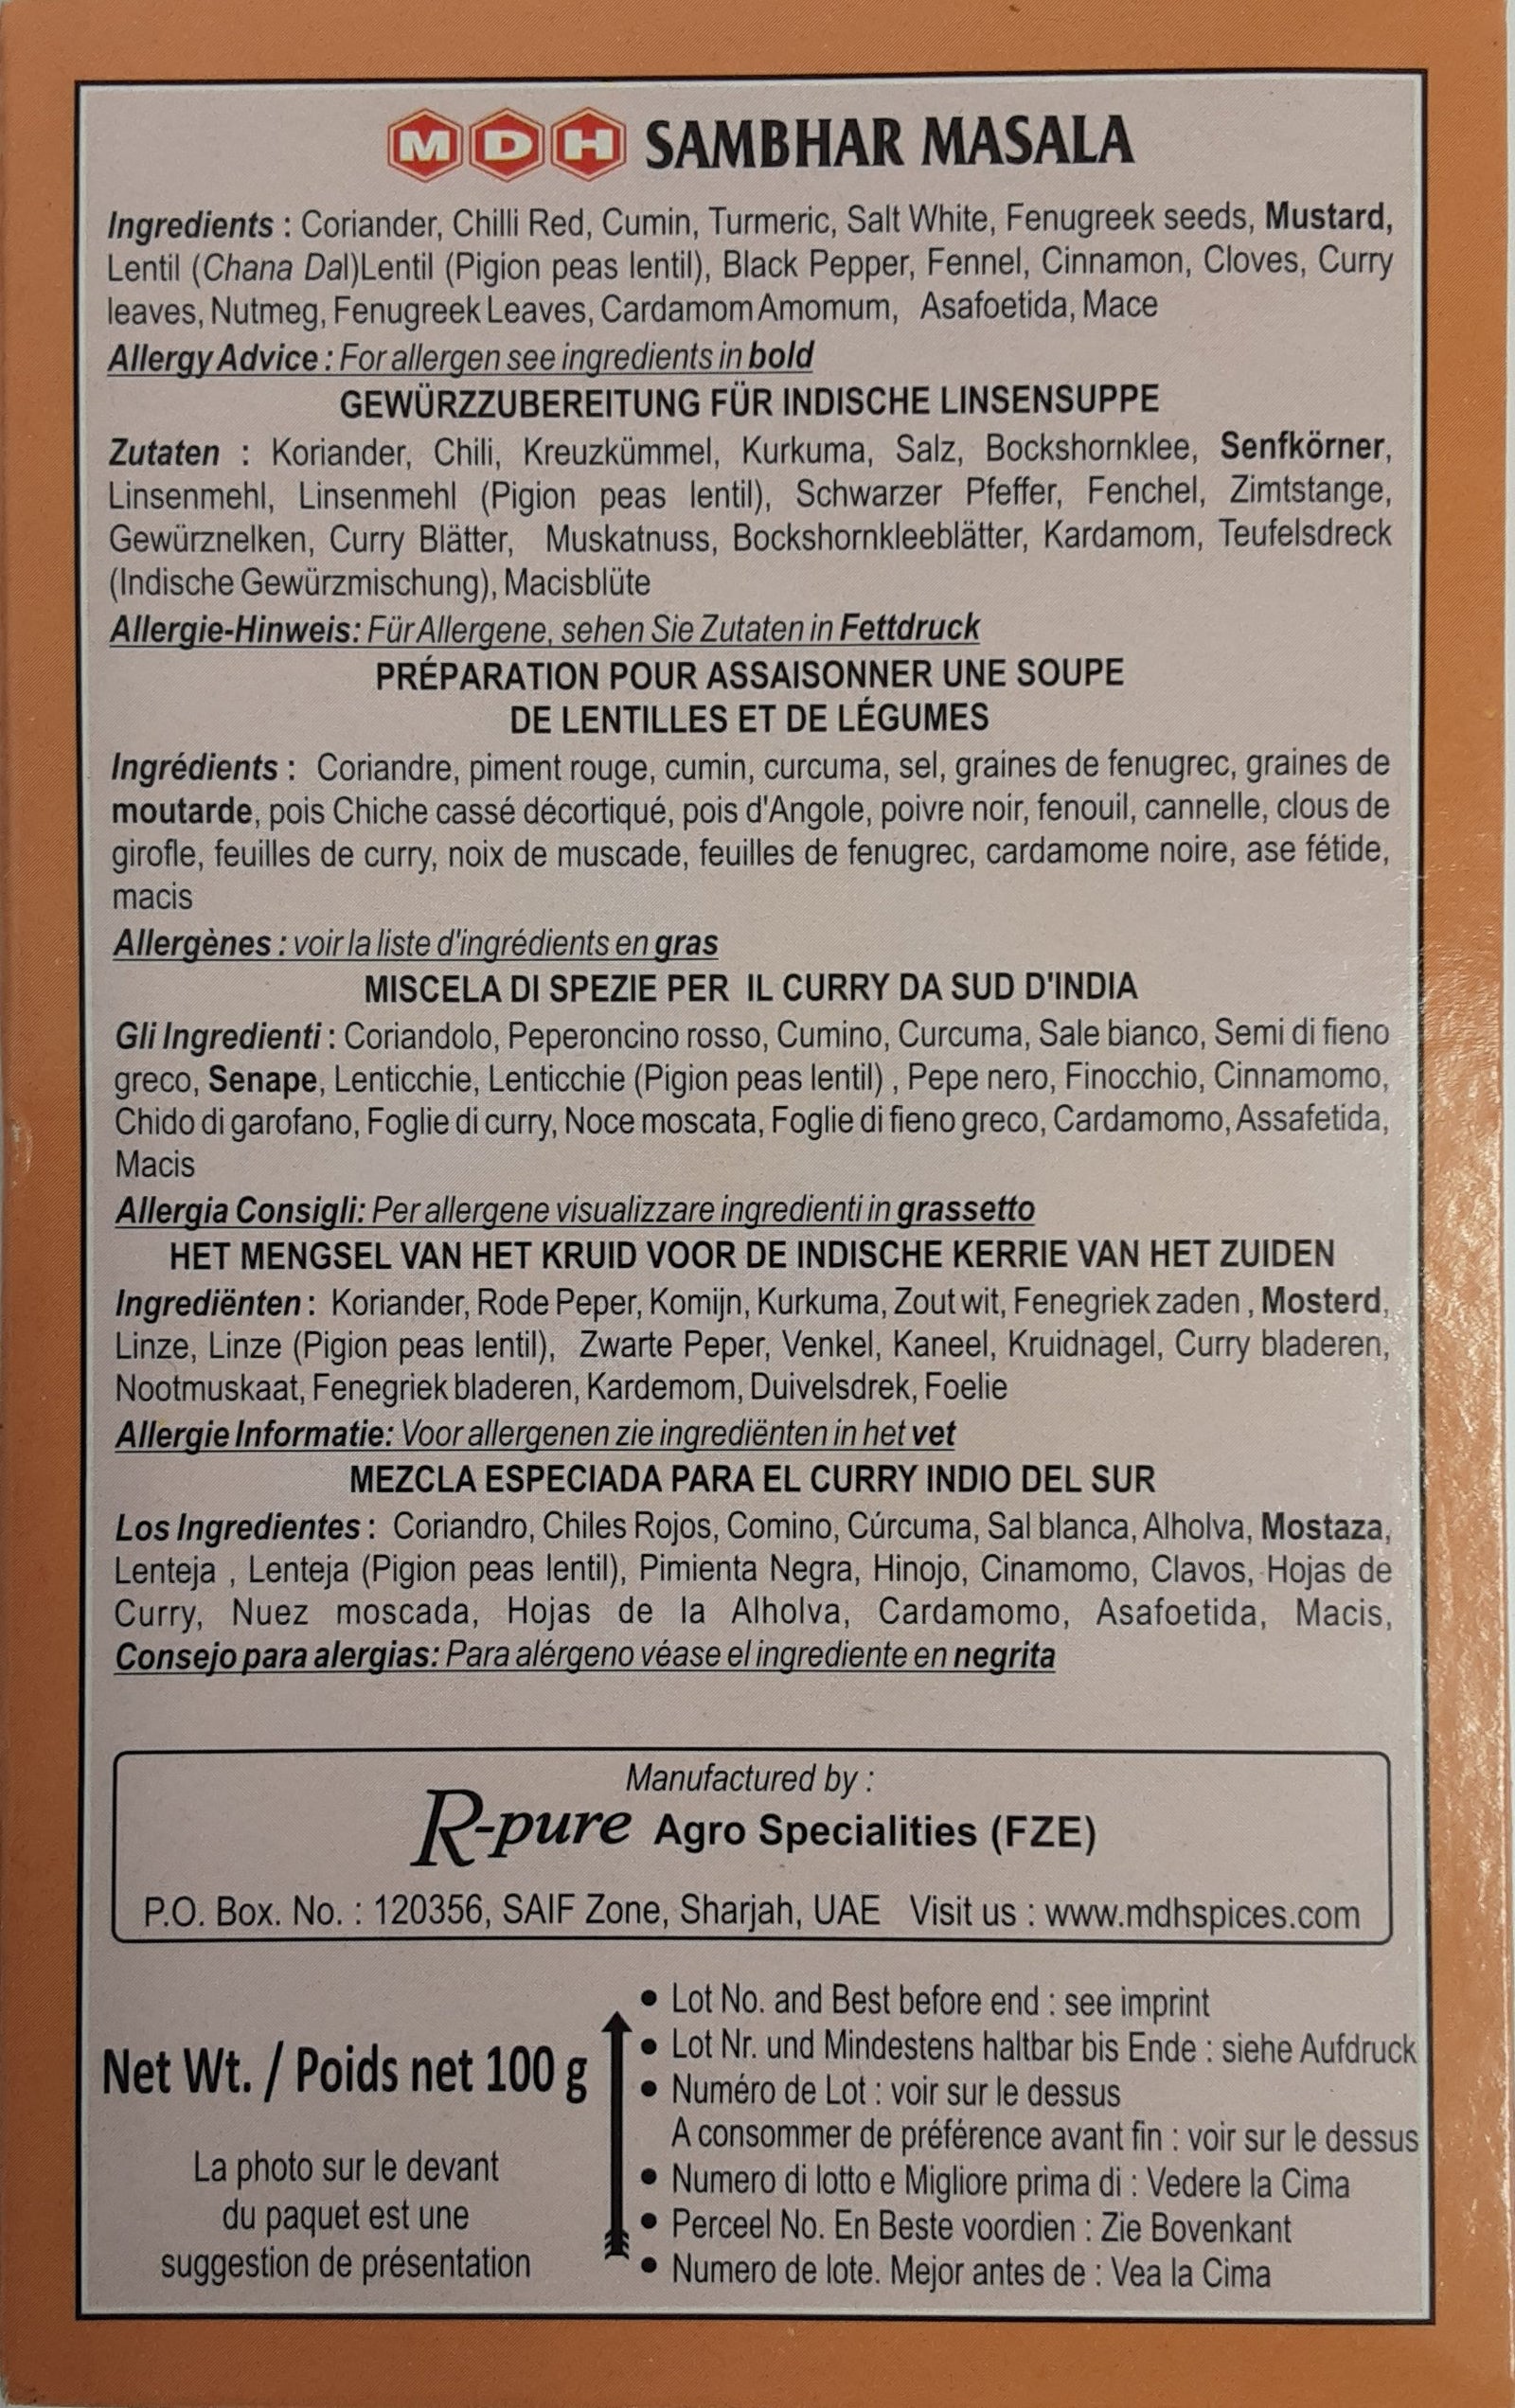 MDH SAMBHAR MASALA
Ingredients : Coriander, Chilli Red, Cumin, Turmeric, Salt White, Fenugreek seeds, Mustard,
Lentil (Chana Dal)Lentil (Pigion peas lentil), Black Pepper, Fennel, Cinnamon, Cloves, Curry
leaves, Nutmeg, Fenugreek Leaves, Cardamom Amomum, Asafoetida, Mace
Allergy Advice : For allergen see ingredients in bold
GEWÜRZZUBEREITUNG FÜR INDISCHE LINSENSUPPE
Zutaten : Koriander, Chili, Kreuzkümmel, Kurkuma, Salz, Bockshornklee, Senfkörner,
Linsenmehl, Linsenmehl (Pigion peas lentil), Schwarzer Pfeffer, Fenchel, Zimtstange,
Gewürznelken, Curry Blätter, Muskatnuss, Bockshornkleeblätter, Kardamom, Teufelsdreck
(Indische Gewürzmischung), Macisblüte
Allergie-Hinweis: Für Allergene, sehen Sie Zutaten in Fettdruck
PRÉPARATION POUR ASSAISONNER UNE SOUPE
DE LENTILLES ET DE LÉGUMES
Ingrédients : Coriandre, piment rouge, cumin, curcuma, sel, graines de fenugrec, graines de
moutarde, pois Chiche cassé décortiqué, pois d'Angole, poivre noir, fenouil, cannelle, clous de
girofle, feuilles de curry, noix de muscade, feuilles de fenugrec, cardamome noire, ase fétide,
macis
Allergènes : voir la liste d'ingrédients en gras
MISCELA DI SPEZIE PER IL CURRY DA SUD D'INDIA
Gli Ingredienti : Coriandolo, Peperoncino rosso, Cumino, Curcuma, Sale bianco, Semi di fieno
greco, Senape, Lenticchie, Lenticchie (Pigion peas lentil) , Pepe nero, Finocchio, Cinnamomo,
Chido di garofano, Foglie di curry, Noce moscata, Foglie di fieno greco, Cardamomo, Assafetida,
Macis
Allergia Consigli: Per allergene visualizzare ingredienti in grassetto
HET MENGSEL VAN HET KRUID VOOR DE INDISCHE KERRIE VAN HET ZUIDEN
Ingrediënten : Koriander, Rode Peper, Komijn, Kurkuma, Zout wit, Fenegriek zaden , Mosterd,
Linze, Linze (Pigion peas lentil), Zwarte Peper, Venkel, Kaneel, Kruidnagel, Curry bladeren,
Nootmuskaat, Fenegriek bladeren, Kardemom, Duivelsdrek, Foelie
Allergie Informatie: Voor allergenen zie ingrediënten in het vet
MEZCLA ESPECIADA PARA EL CURRY INDIO DEL SUR
Los Ingredientes : Coriandro, Chiles Rojos, Comino, Cúrcuma, Sal blanca, Alholva, Mostaza,
Lenteja , Lenteja (Pigion peas lentil), Pimienta Negra, Hinojo, Cinamomo, Clavos, Hojas de
Curry, Nuez moscada, Hojas de la Alholva, Cardamomo, Asafoetida, Macis,
Consejo para alergias: Para alérgeno véase el ingrediente en negrita
Manufactured by :
R-pure Agro Specialities (FZE)
P.O. Box. No. : 120356, SAIF Zone, Sharjah, UAE Visit us : www.mdhspices.com
Net Wt. / Poids net 100 g
La photo sur le devant
du paquet est une
suggestion de présentation
• Lot No. and Best before end : see imprint
• Lot Nr. und Mindestens haltbar bis Ende : siehe Aufdruck
• Numéro de Lot : voir sur le dessus
A consommer de préférence avant fin : voir sur le dessus
• Numero di lotto e Migliore prima di : Vedere la Cima
• Perceel No. En Beste voordien : Zie Bovenkant
• Numero de lote. Mejor antes de : Vea la Cima